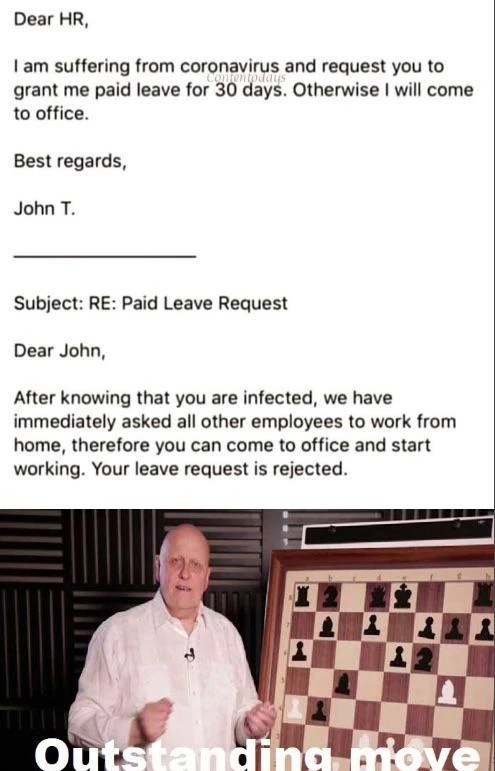 Dear HR,
I am suffering from coronavirus and request you to
Contentodays
grant me paid leave for 30 days. Otherwise I will come
to office.
Best regards,
John T.
Subject: RE: Paid Leave Request
Dear John,
After knowing that you are infected, we have
immediately asked all other employees to work from
home, therefore you can come to office and start
working. Your leave request is rejected.
Outstanding move